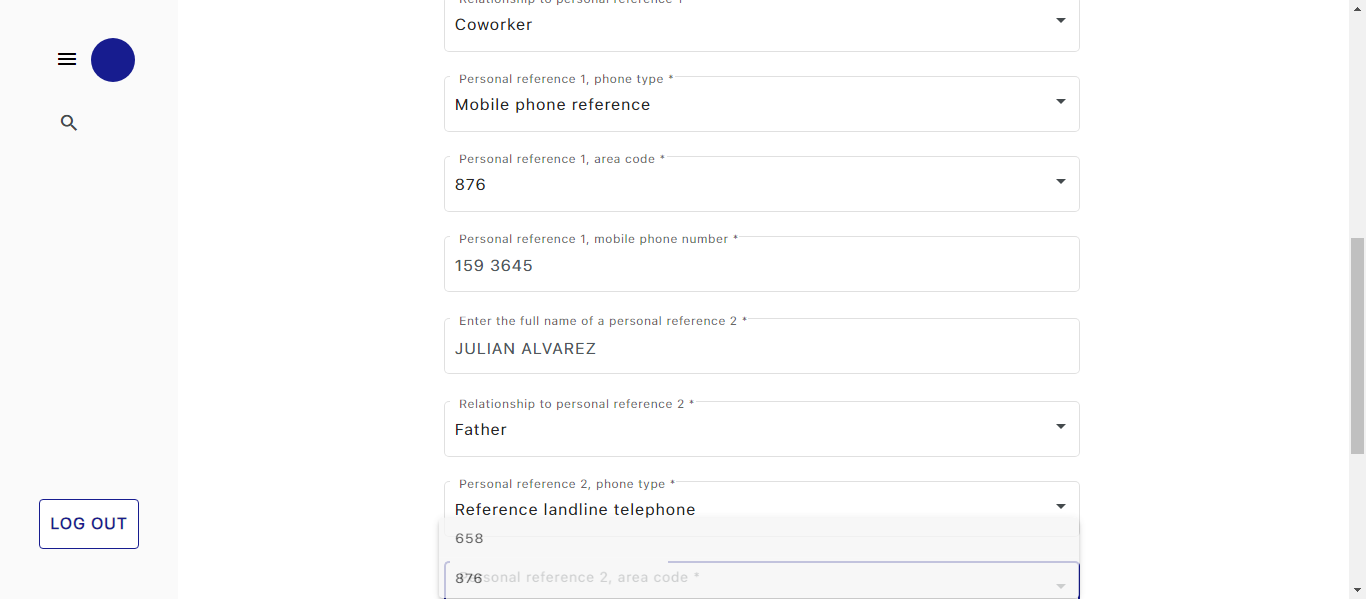 Relationship to personal reference 1
Coworker
Personal reference 1, phone type *
Mobile phone reference
Personal reference 1, area code *
876
Personal reference 1, mobile phone number *
159 3645
Enter the full name of a personal reference 2 *
JULIAN ALVAREZ
Relationship to personal reference 2 *
Father
Personal reference 2, phone type *
Reference landline telephone
LOG OUT
658
876
Personal reference 2, area code *